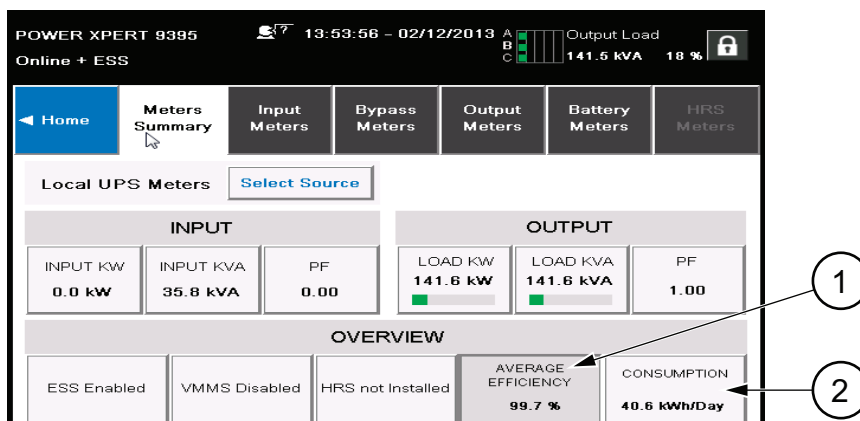 POWER XPERT 9395
? 13:53:56 - 02/12/2013
A
B
C
Output Load
Online + ESS
141.5 kVA 18 %
Home
Meters Summary
Input Meters
Bypass Meters
Output Meters
Battery Meters
HRS Meters
Local UPS Meters
Select Source
INPUT
OUTPUT
INPUT KW
0.0 kW
INPUT KVA
35.8 kVA
PF
0.00
LOAD KW
141.6 kW
LOAD KVA
141.6 kVA
PF
1.00
1
OVERVIEW
ESS Enabled
VMMS Disabled
HRS not Installed
AVERAGE
EFFICIENCY
99.7 %
CONSUMPTION
40.6 kWh/Day
2